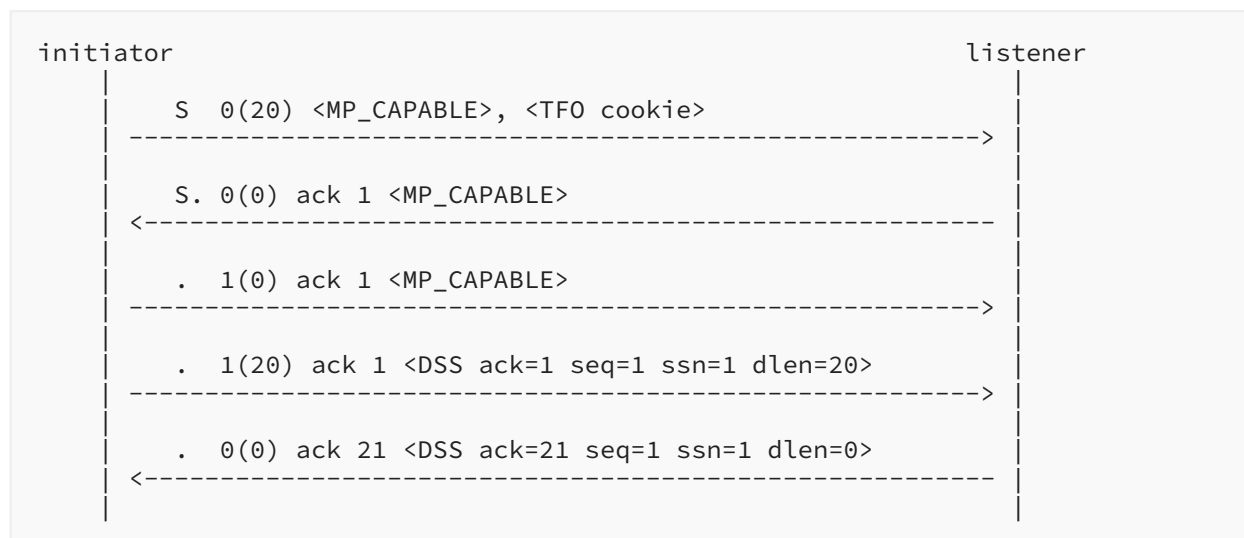 initiator listener
S 0(20) <MP_CAPABLE>, <TFO cookie>
S. 0(0) ack 1 <MP_CAPABLE>
. 1(0) ack 1 <MP_CAPABLE>
. 1(20) ack 1 <DSS ack=1 seq=1 ssn=1 dlen=20>
. 0(0) ack 21 <DSS ack=21 seq=1 ssn=1 dlen=0>